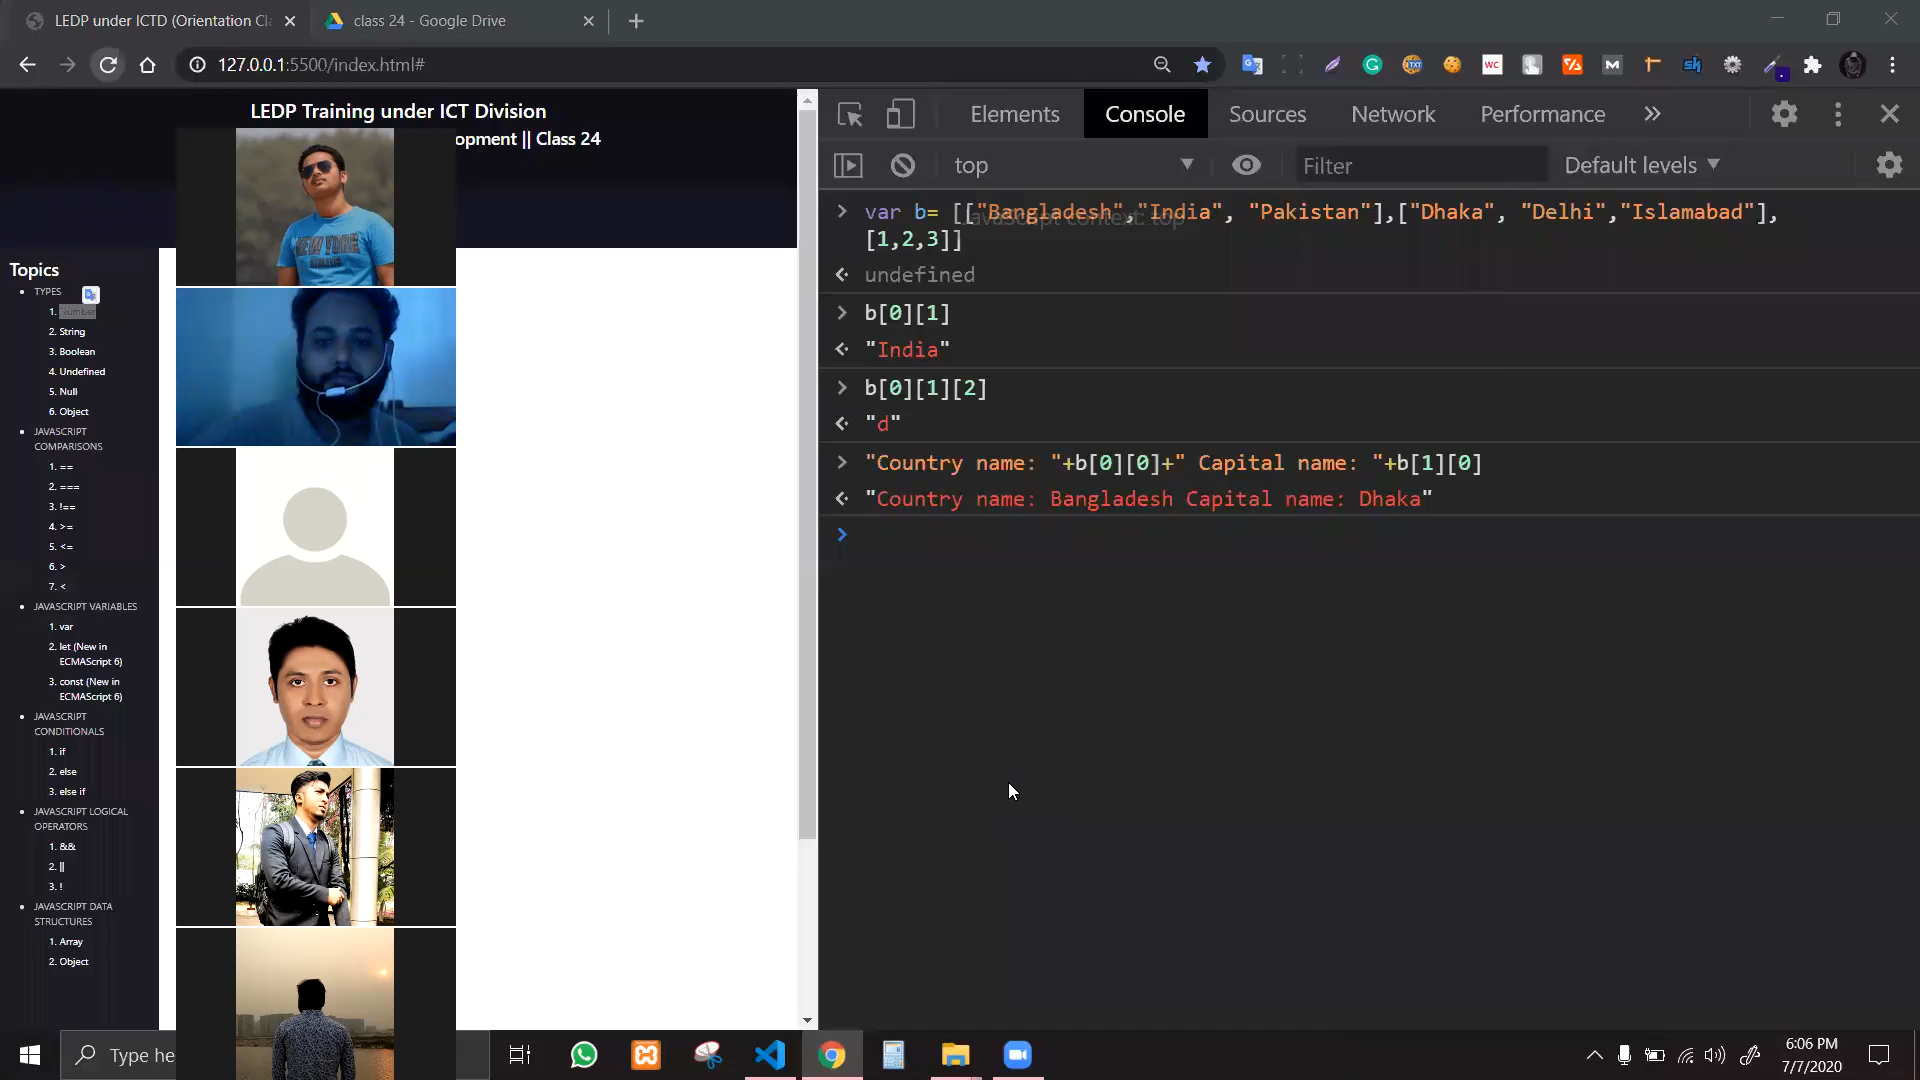 LEDP under ICTD (Orientation Cl
class 24 - Google Drive
127.0.0.1:5500/index.html#
LEDP Training under ICT Division
opment || Class 24
Topics
TYPES
1. Number
2. String
3. Boolean
4. Undefined
5. Null
6. Object
JAVASCRIPT
COMPARISONS
1. ==
2. ===
3. !==
4. >=
5. <=
6. >
7. <
JAVASCRIPT VARIABLES
1. var
2. let (New in
ECMAScript 6)
3. const (New in
ECMAScript 6)
JAVASCRIPT
CONDITIONALS
1. if
2. else
3. else if
JAVASCRIPT LOGICAL
OPERATORS
1. &&
2. ||
3. !
JAVASCRIPT DATA
STRUCTURES
1. Array
2. Object
NEW YORK
Elements
Console
Sources
Network
Performance
top
Filter
Default levels
JavaScript context: top
> var b= [["Bangladesh","India", "Pakistan"],["Dhaka", "Delhi","Islamabad"],
[1,2,3]]
undefined
> b[0][1]
"India"
> b[0][1][2]
"d"
> "Country name: "+b[0][0]+" Capital name: "+b[1][0]
"Country name: Bangladesh Capital name: Dhaka"
>
Type he
6:06 PM
7/7/2020